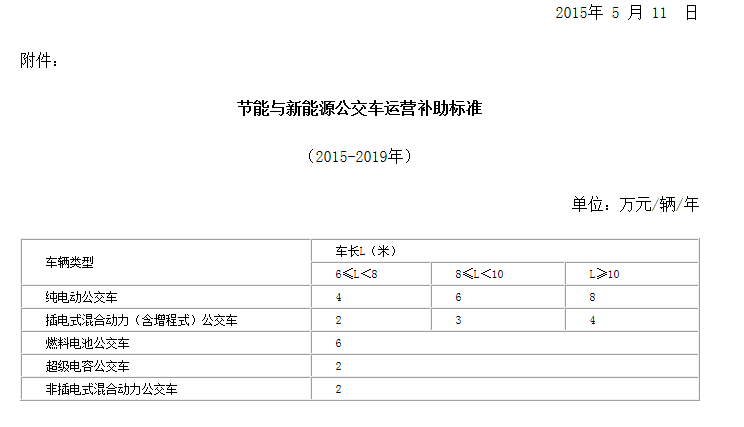 2015年 5 月 11 日
附件：
节能与新能源公交车运营补助标准
（2015-2019年）
单位：万元/辆/年
车辆类型 车长L（米）
6≤L＜8 8≤L＜10 L≥10
纯电动公交车 4 6 8
插电式混合动力（含增程式）公交车 2 3 4
燃料电池公交车 6
超级电容公交车 2
非插电式混合动力公交车 2